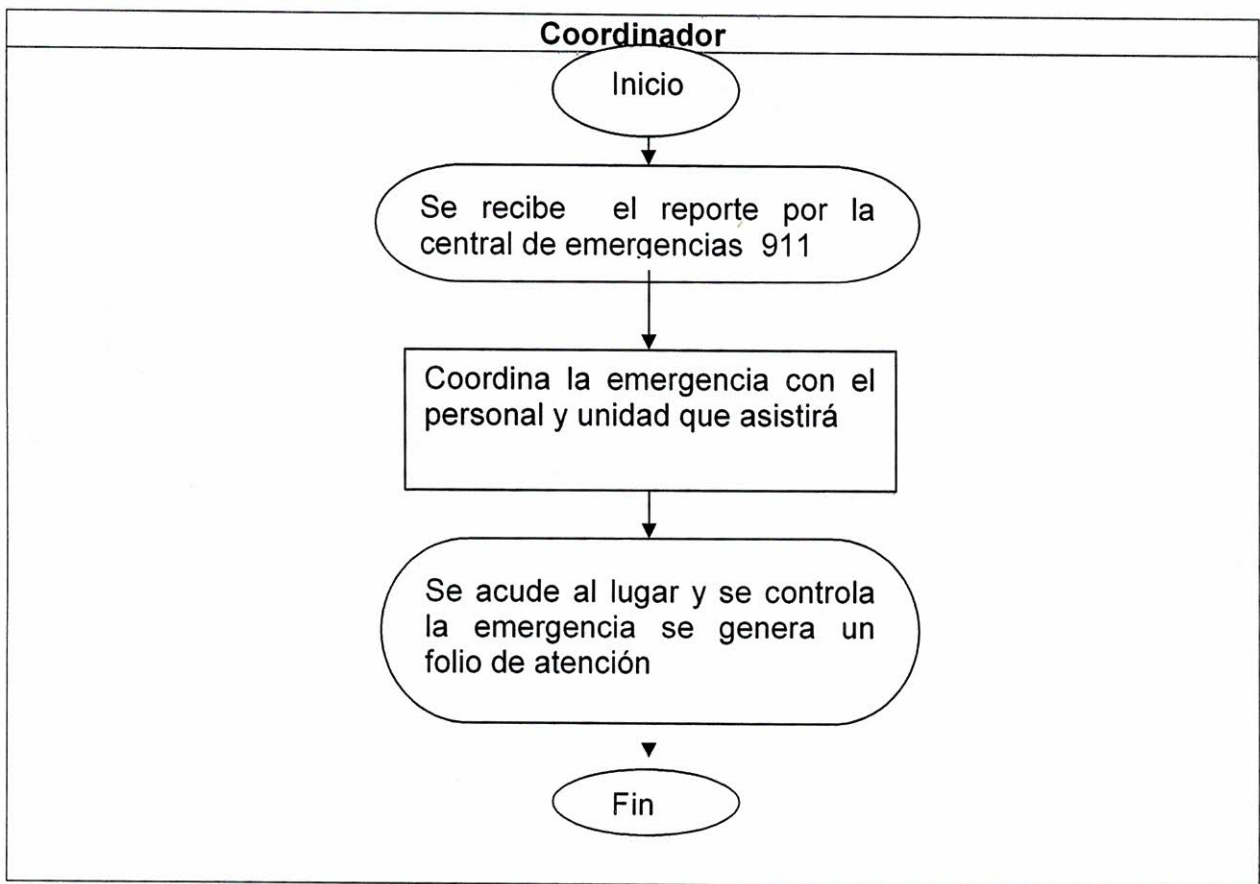 Coordinador
Inicio
Se recibe el reporte por la
central de emergencias 911
Coordina la emergencia con el
personal y unidad que asistirá
Se acude al lugar y se controla
la emergencia se genera un
folio de atención
Fin